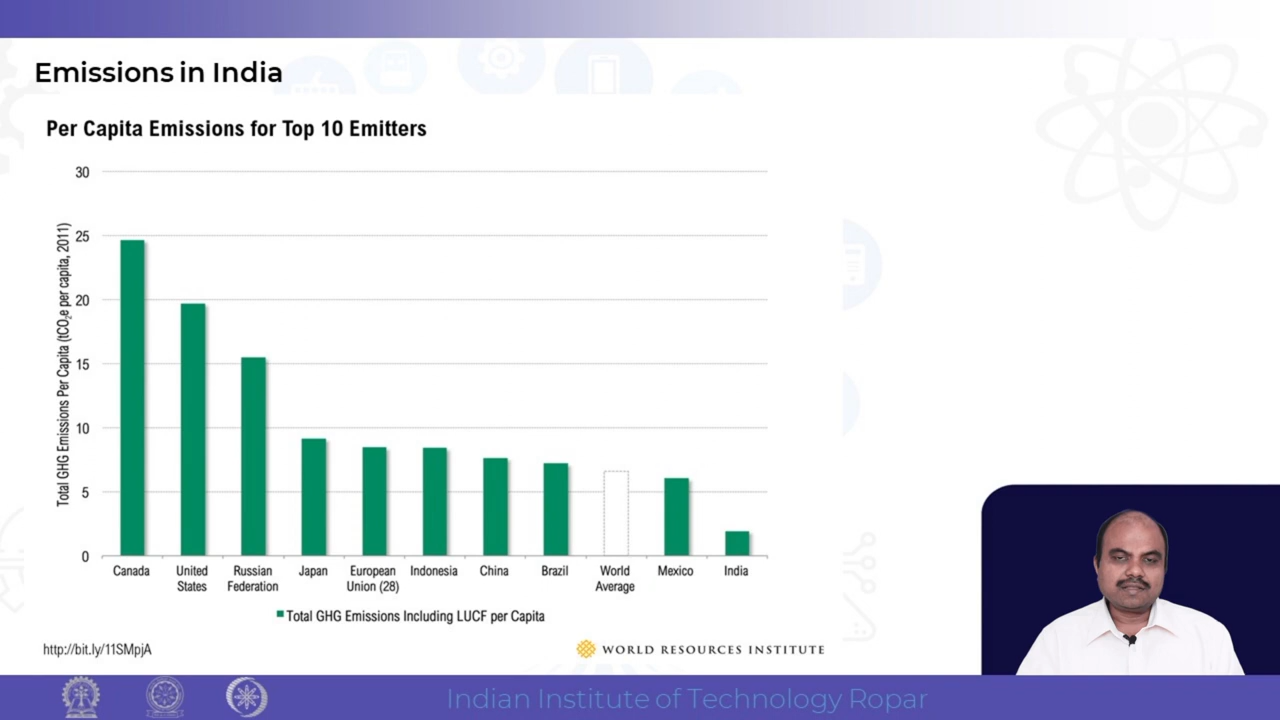 Emissions in India
Per Capita Emissions for Top 10 Emitters
Total GHG Emissions Per Capita (tCO₂e per capita, 2011)
30
25
20
15
10
5
0
Canada
United
States
Russian
Federation
Japan
European
Union (28)
Indonesia
China
Brazil
World
Average
Mexico
India
Total GHG Emissions Including LUCF per Capita
http://bit.ly/11SMpjA
WORLD RESOURCES INSTITUTE
Indian Institute of Technology Ropar